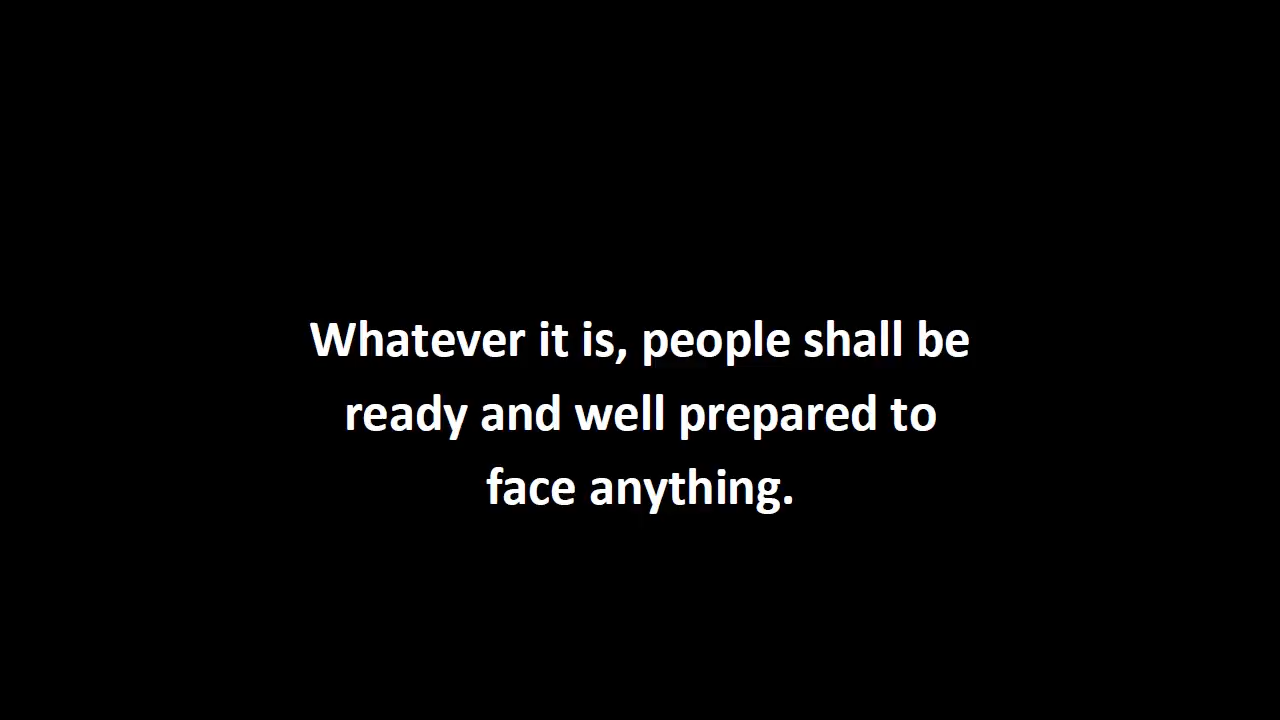 Whatever it is, people shall be
ready and well prepared to
face anything.